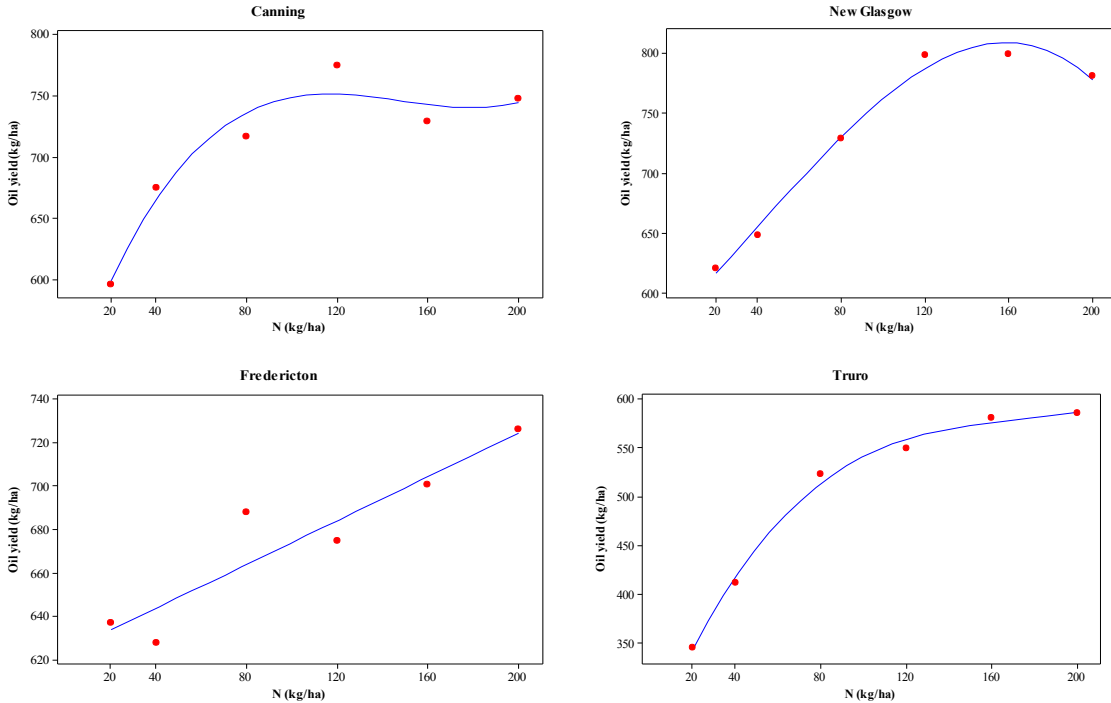 Canning
800
750
700
650
600
Oil yield (kg/ha)
20 40 80 120 160 200
N (kg/ha)
New Glasgow
800
750
700
650
600
Oil yield (kg/ha)
20 40 80 120 160 200
N (kg/ha)
Fredericton
740
720
700
680
660
640
620
Oil yield (kg/ha)
20 40 80 120 160 200
N (kg/ha)
Truro
600
550
500
450
400
350
Oil yield (kg/ha)
20 40 80 120 160 200
N (kg/ha)